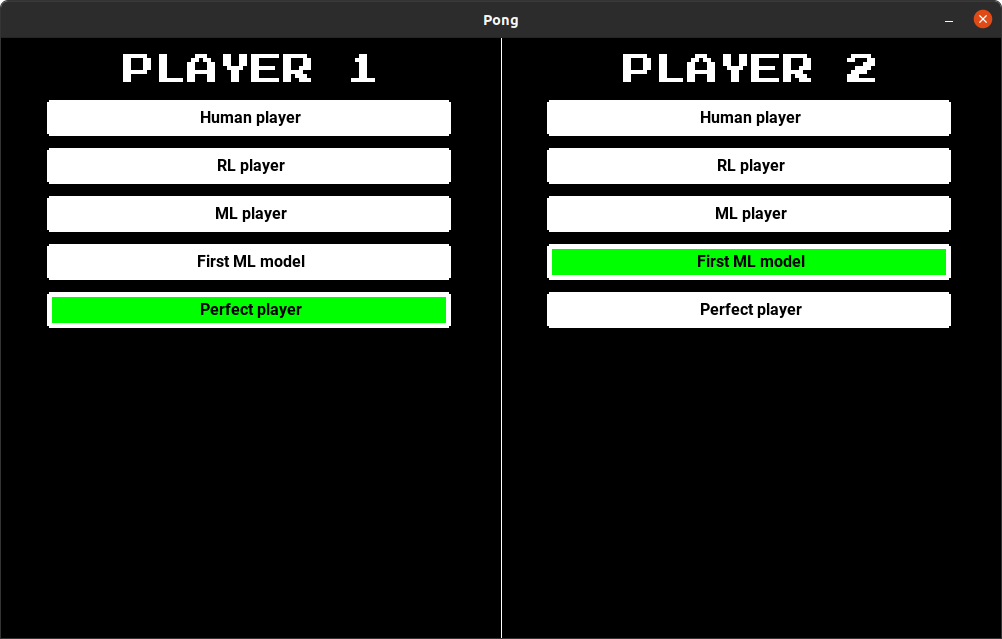 Pong
PLAYER 1
Human player
RL player
ML player
First ML model
Perfect player
PLAYER 2
Human player
RL player
ML player
First ML model
Perfect player